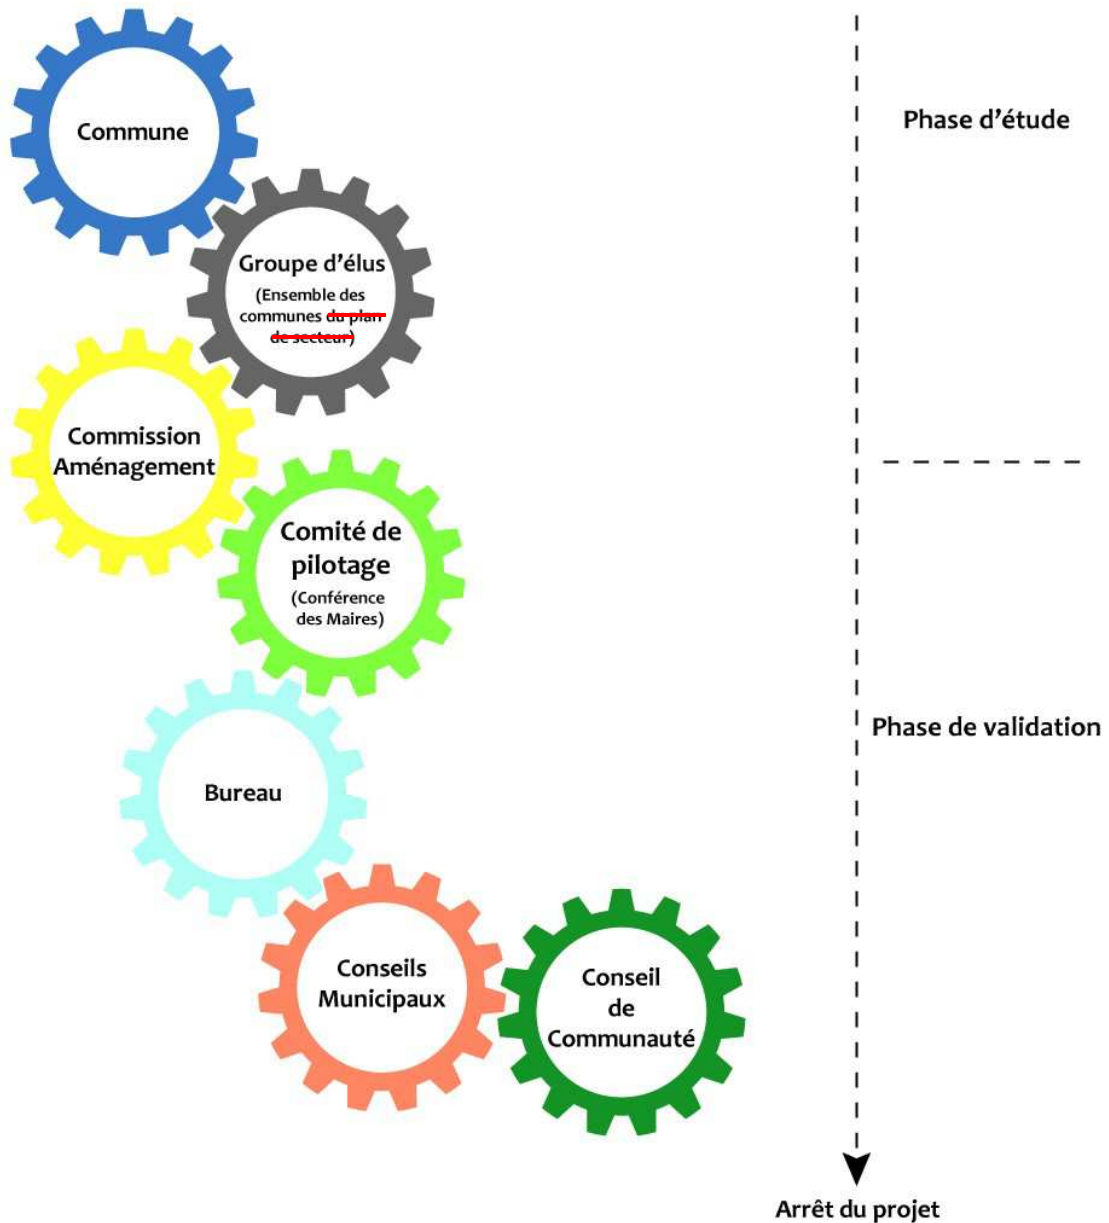 Commune
Phase d'étude
Groupe d'élus
(Ensemble des
communes du plan
de secteur)
Commission
Aménagement
Comité de
pilotage
(Conférence
des Maires)
Phase de validation
Bureau
Conseils
Municipaux
Conseil
de
Communauté
Arrêt du projet